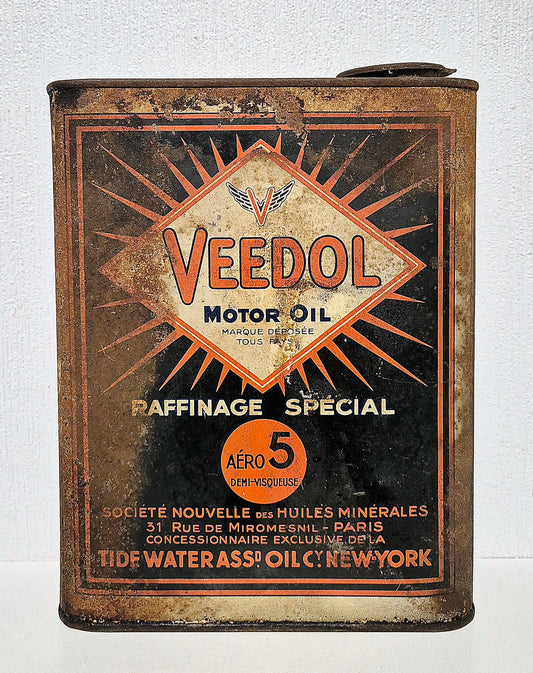 V
VEEDOL
MOTOR OIL
MARQUE DÉPOSÉE
TOUS PAYS
RAFFINAGE SPÉCIAL
AÉRO 5
DEMI-VISQUEUSE
SOCIÉTÉ NOUVELLE DES HUILES MINÉRALES
31 RUE DE MIROMESNIL - PARIS
CONCESSIONNAIRE EXCLUSIVE DE LA
TIDE WATER ASSD OIL CY NEW-YORK